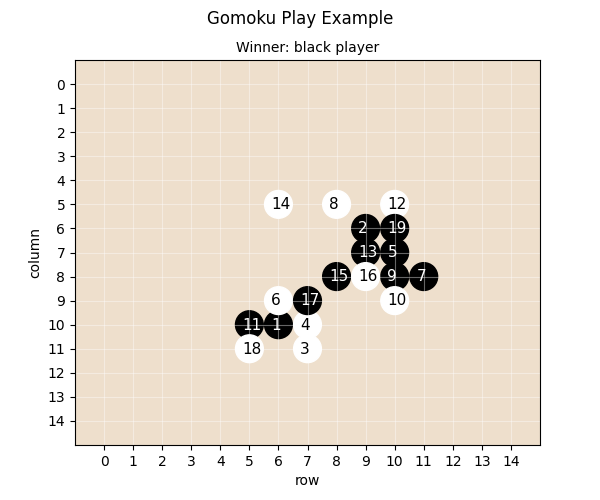 Gomoku Play Example
Winner: black player
0
1
2
3
4
5 14 8 12
6 2 19
7 13 5
8 15 16 9 7
9 6 17 10
10 11 1 4
11 18 3
12
13
14
0 1 2 3 4 5 6 7 8 9 10 11 12 13 14
column
row